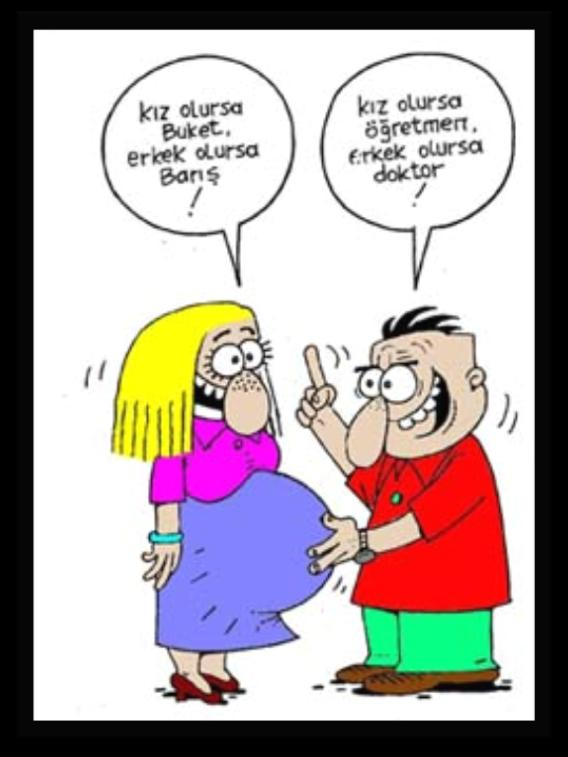 kız olursa
Buket,
erkek olursa
Barış
!
kız olursa
öğretmen,
Erkek olursa
doktor
!